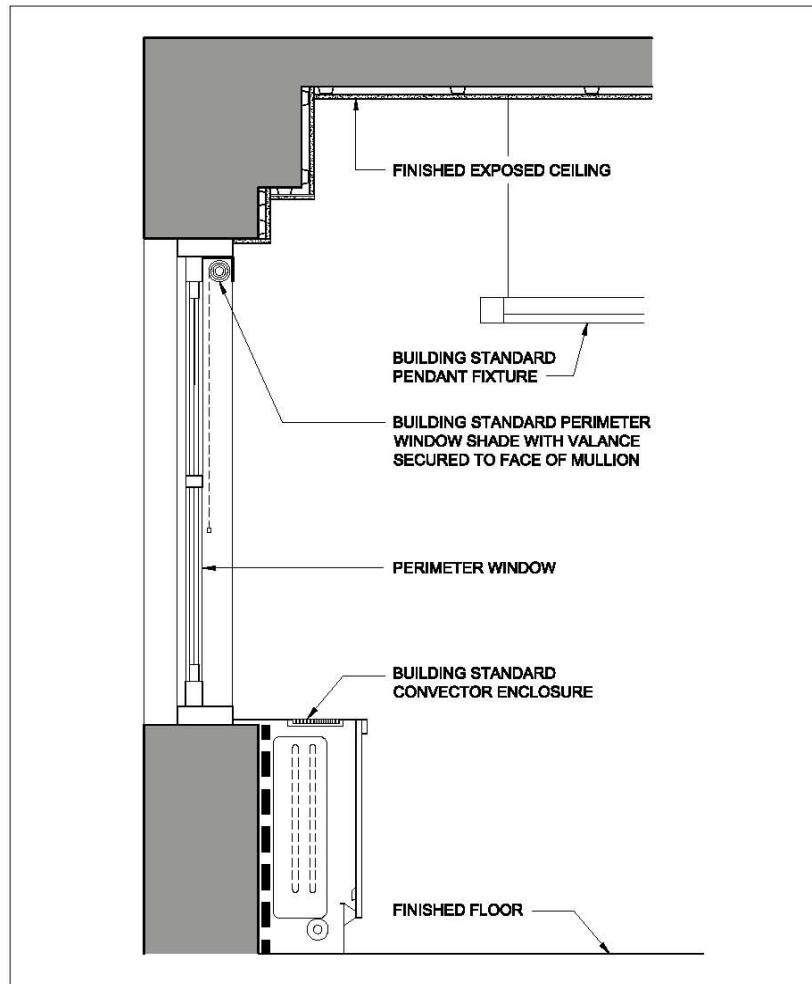 FINISHED EXPOSED CEILING
BUILDING STANDARD
PENDANT FIXTURE
BUILDING STANDARD PERIMETER
WINDOW SHADE WITH VALANCE
SECURED TO FACE OF MULLION
PERIMETER WINDOW
BUILDING STANDARD
CONVECTOR ENCLOSURE
FINISHED FLOOR